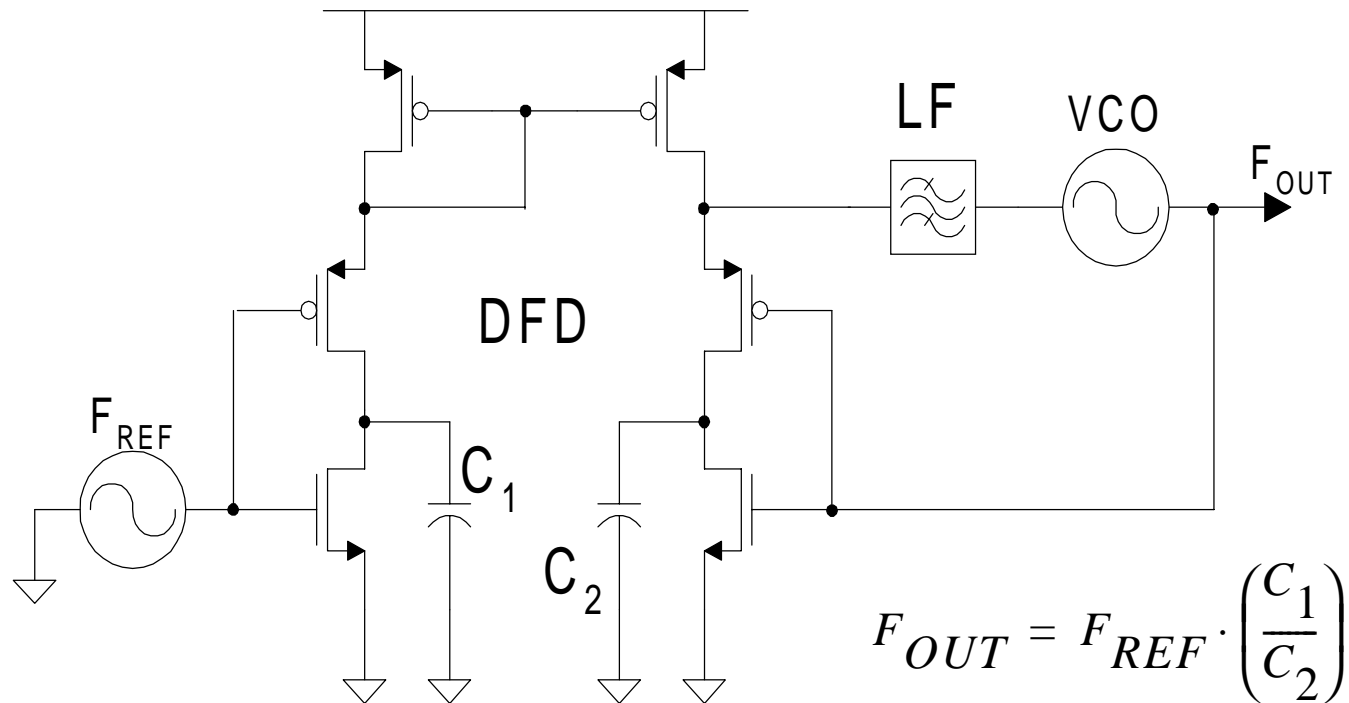 LF
VCO
F_OUT
DFD
F_REF
C_1
C_2
F_OUT = F_REF · (C_1 / C_2)